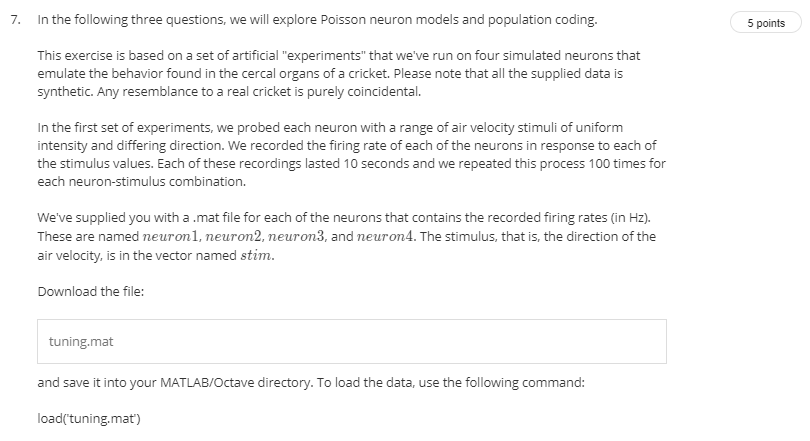 7. In the following three questions, we will explore Poisson neuron models and population coding.
5 points
This exercise is based on a set of artificial "experiments" that we've run on four simulated neurons that
emulate the behavior found in the cercal organs of a cricket. Please note that all the supplied data is
synthetic. Any resemblance to a real cricket is purely coincidental.
In the first set of experiments, we probed each neuron with a range of air velocity stimuli of uniform
intensity and differing direction. We recorded the firing rate of each of the neurons in response to each of
the stimulus values. Each of these recordings lasted 10 seconds and we repeated this process 100 times for
each neuron-stimulus combination.
We've supplied you with a .mat file for each of the neurons that contains the recorded firing rates (in Hz).
These are named neuron1, neuron2, neuron3, and neuron4. The stimulus, that is, the direction of the
air velocity, is in the vector named stim.
Download the file:
tuning.mat
and save it into your MATLAB/Octave directory. To load the data, use the following command:
load('tuning.mat')